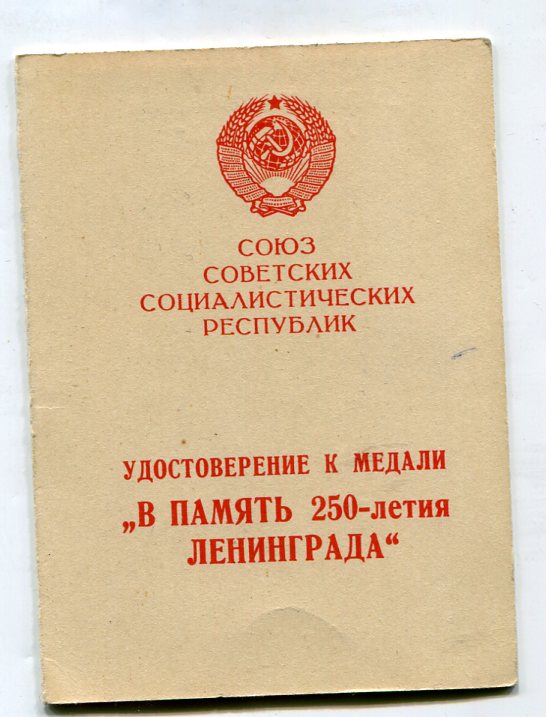 СОЮЗ
СОВЕТСКИХ
СОЦИАЛИСТИЧЕСКИХ
РЕСПУБЛИК
УДОСТОВЕРЕНИЕ К МЕДАЛИ
„В ПАМЯТЬ 250-летия
ЛЕНИНГРАДА“